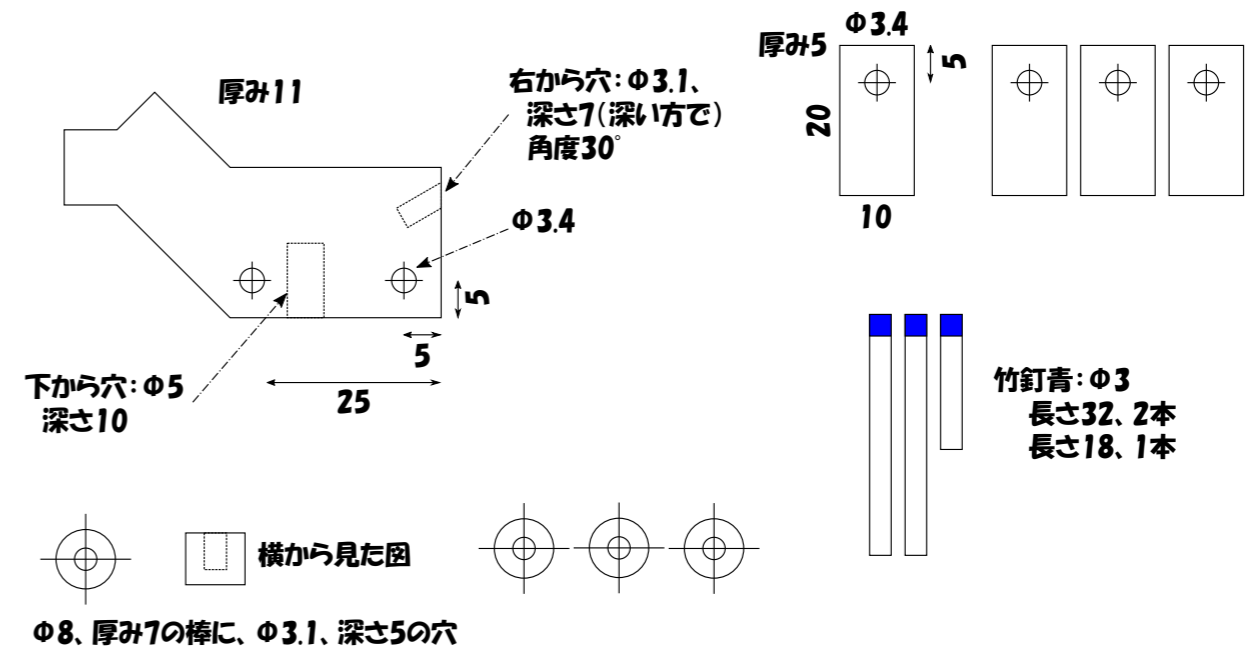 厚み11
右から穴：Φ3.1、
深さ7（深い方で）
角度30°
Φ3.4
5
5
25
下から穴：Φ5
深さ10
厚み5
Φ3.4
5
20
10
竹釘青：Φ3
長さ32、2本
長さ18、1本
横から見た図
Φ8、厚み7の棒に、Φ3.1、深さ5の穴